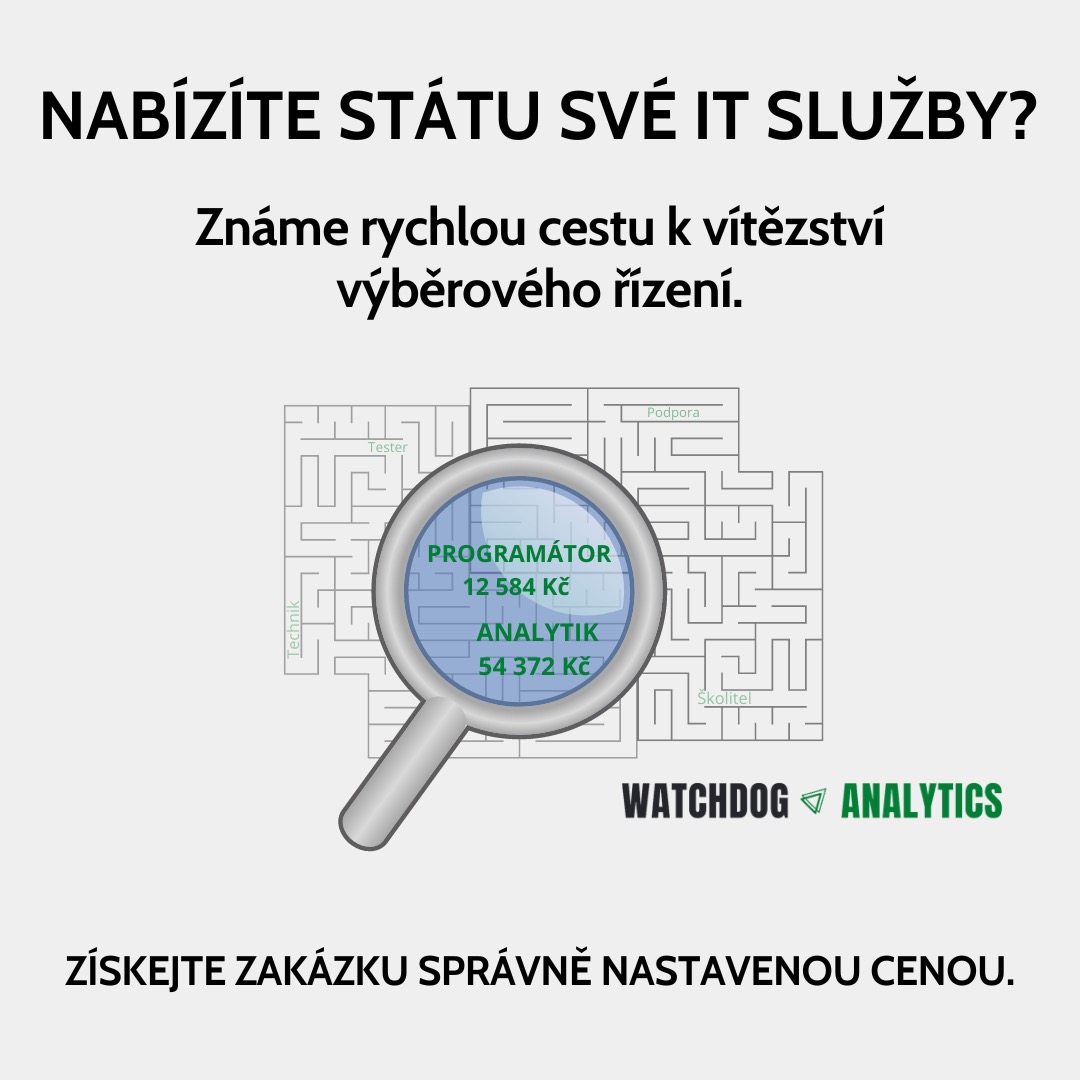 NABÍZÍTE STÁTU SVÉ IT SLUŽBY?
Známe rychlou cestu k vítězství
výběrového řízení.
Podpora
Tester
PROGRAMÁTOR
12 584 Kč
ANALYTIK
54 372 Kč
Technik
Školitel
WATCHDOG ANALYTICS
ZÍSKEJTE ZAKÁZKU SPRÁVNĚ NASTAVENOU CENOU.